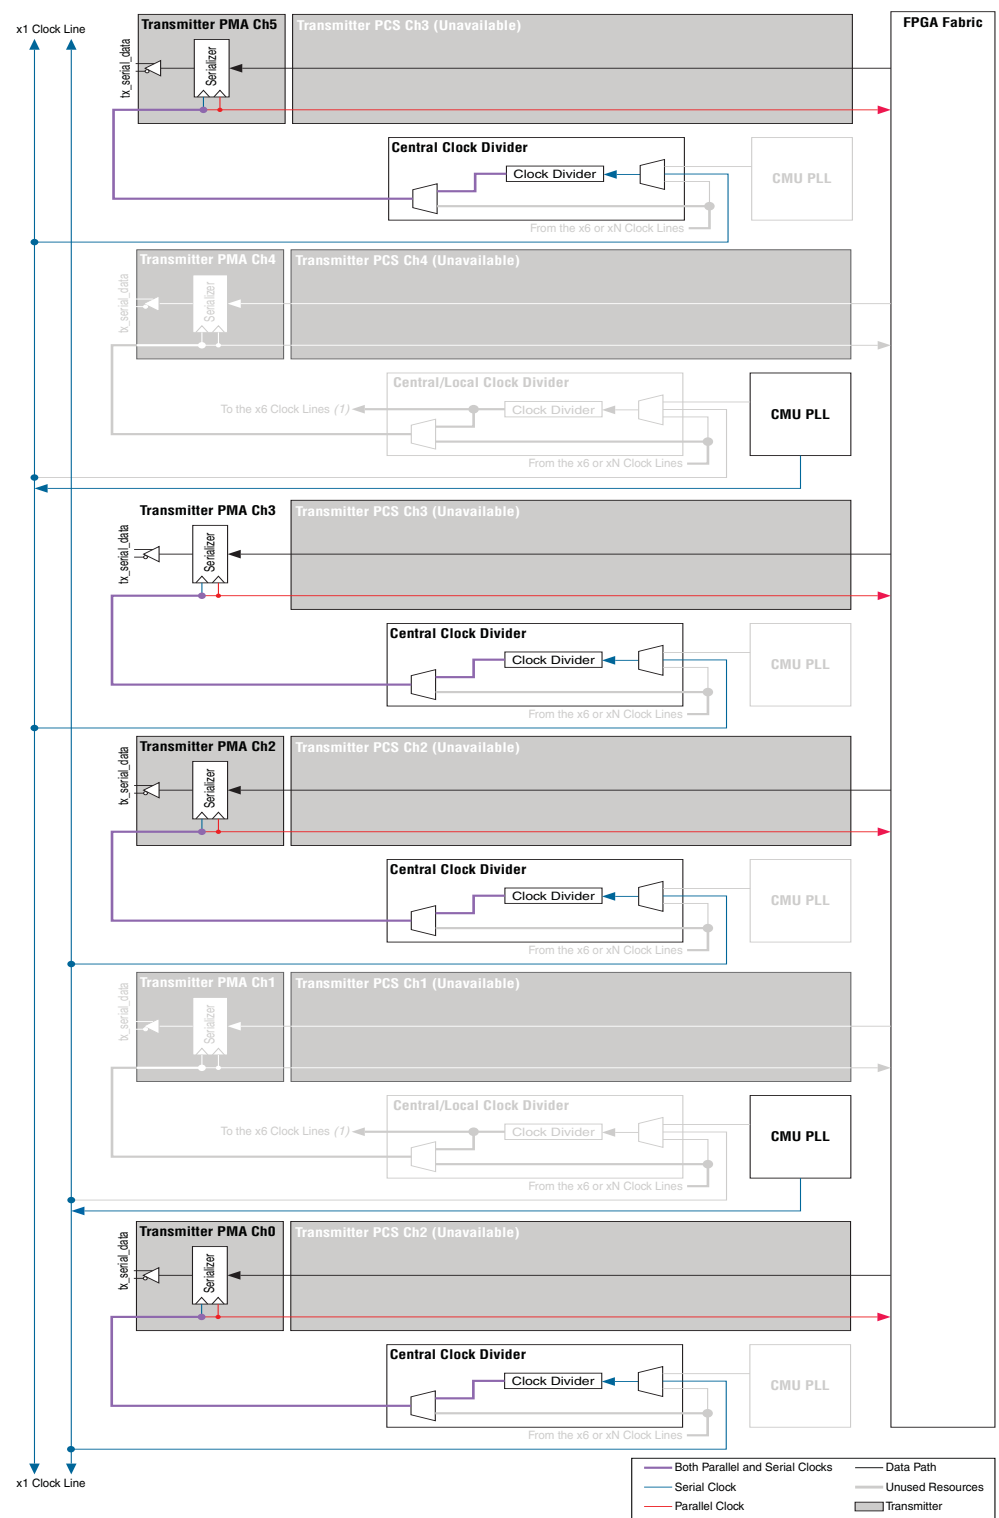 x1 Clock Line
Transmitter PMA Ch5
Transmitter PCS Ch3 (Unavailable)
FPGA Fabric
tx_serial_data
Serializer
Central Clock Divider
Clock Divider
CMU PLL
From the x6 or xN Clock Lines
Transmitter PMA Ch4
Transmitter PCS Ch4 (Unavailable)
tx_serial_data
Serializer
Central/Local Clock Divider
To the x6 Clock Lines (1)
Clock Divider
CMU PLL
From the x6 or xN Clock Lines
Transmitter PMA Ch3
Transmitter PCS Ch3 (Unavailable)
tx_serial_data
Serializer
Central Clock Divider
Clock Divider
CMU PLL
From the x6 or xN Clock Lines
Transmitter PMA Ch2
Transmitter PCS Ch2 (Unavailable)
tx_serial_data
Serializer
Central Clock Divider
Clock Divider
CMU PLL
From the x6 or xN Clock Lines
Transmitter PMA Ch1
Transmitter PCS Ch1 (Unavailable)
tx_serial_data
Serializer
Central/Local Clock Divider
To the x6 Clock Lines (1)
Clock Divider
CMU PLL
From the x6 or xN Clock Lines
Transmitter PMA Ch0
Transmitter PCS Ch2 (Unavailable)
tx_serial_data
Serializer
Central Clock Divider
Clock Divider
CMU PLL
From the x6 or xN Clock Lines
x1 Clock Line
Both Parallel and Serial Clocks
Serial Clock
Parallel Clock
Data Path
Unused Resources
Transmitter